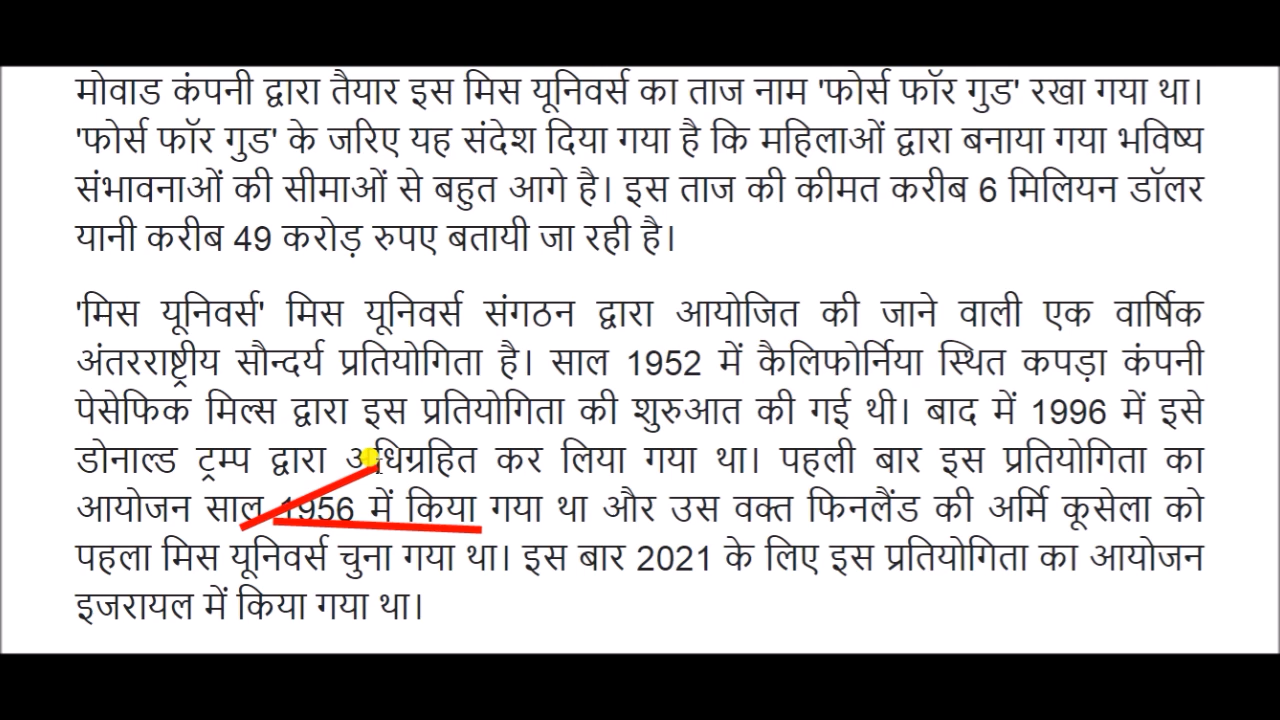 मोवाड कंपनी द्वारा तैयार इस मिस यूनिवर्स का ताज नाम 'फोर्स फॉर गुड' रखा गया था।
'फोर्स फॉर गुड' के जरिए यह संदेश दिया गया है कि महिलाओं द्वारा बनाया गया भविष्य
संभावनाओं की सीमाओं से बहुत आगे है। इस ताज की कीमत करीब 6 मिलियन डॉलर
यानी करीब 49 करोड़ रुपए बतायी जा रही है।
'मिस यूनिवर्स' मिस यूनिवर्स संगठन द्वारा आयोजित की जाने वाली एक वार्षिक
अंतरराष्ट्रीय सौन्दर्य प्रतियोगिता है। साल 1952 में कैलिफोर्निया स्थित कपड़ा कंपनी
पेसेफिक मिल्स द्वारा इस प्रतियोगिता की शुरुआत की गई थी। बाद में 1996 में इसे
डोनाल्ड ट्रम्प द्वारा अधिग्रहित कर लिया गया था। पहली बार इस प्रतियोगिता का
आयोजन साल 1956 में किया गया था और उस वक्त फिनलैंड की अर्मि कूसेला को
पहला मिस यूनिवर्स चुना गया था। इस बार 2021 के लिए इस प्रतियोगिता का आयोजन
इजरायल में किया गया था।